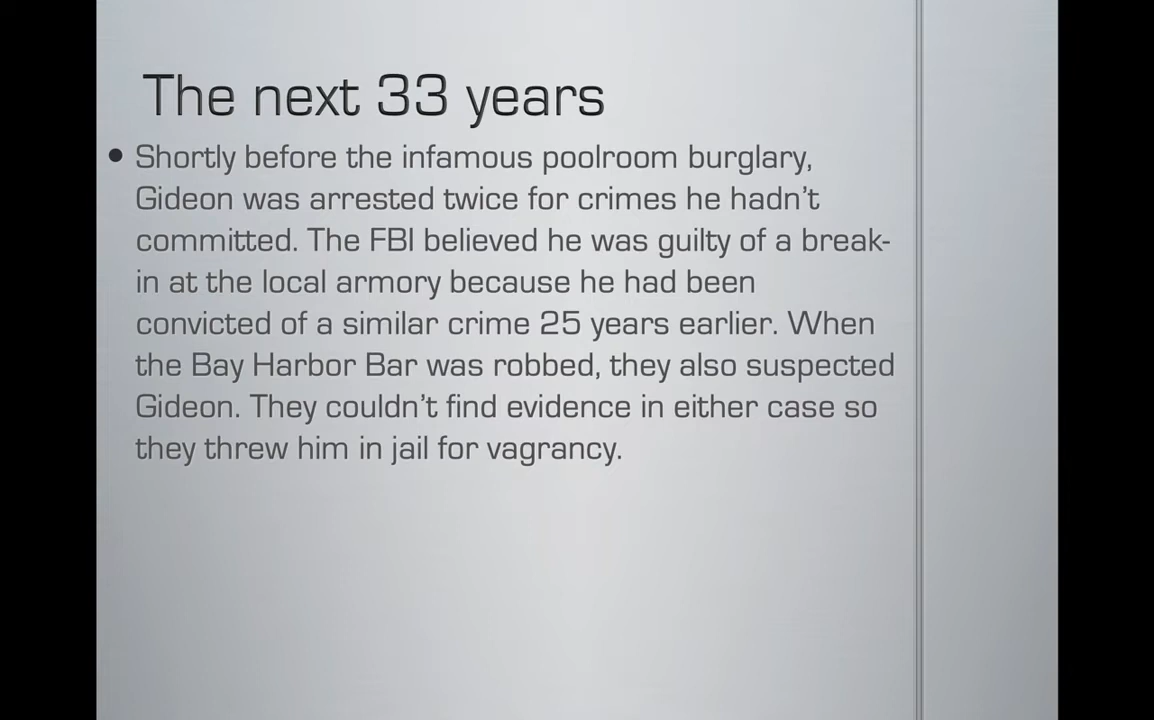 The next 33 years
• Shortly before the infamous poolroom burglary,
Gideon was arrested twice for crimes he hadn't
committed. The FBI believed he was guilty of a break-
in at the local armory because he had been
convicted of a similar crime 25 years earlier. When
the Bay Harbor Bar was robbed, they also suspected
Gideon. They couldn't find evidence in either case so
they threw him in jail for vagrancy.